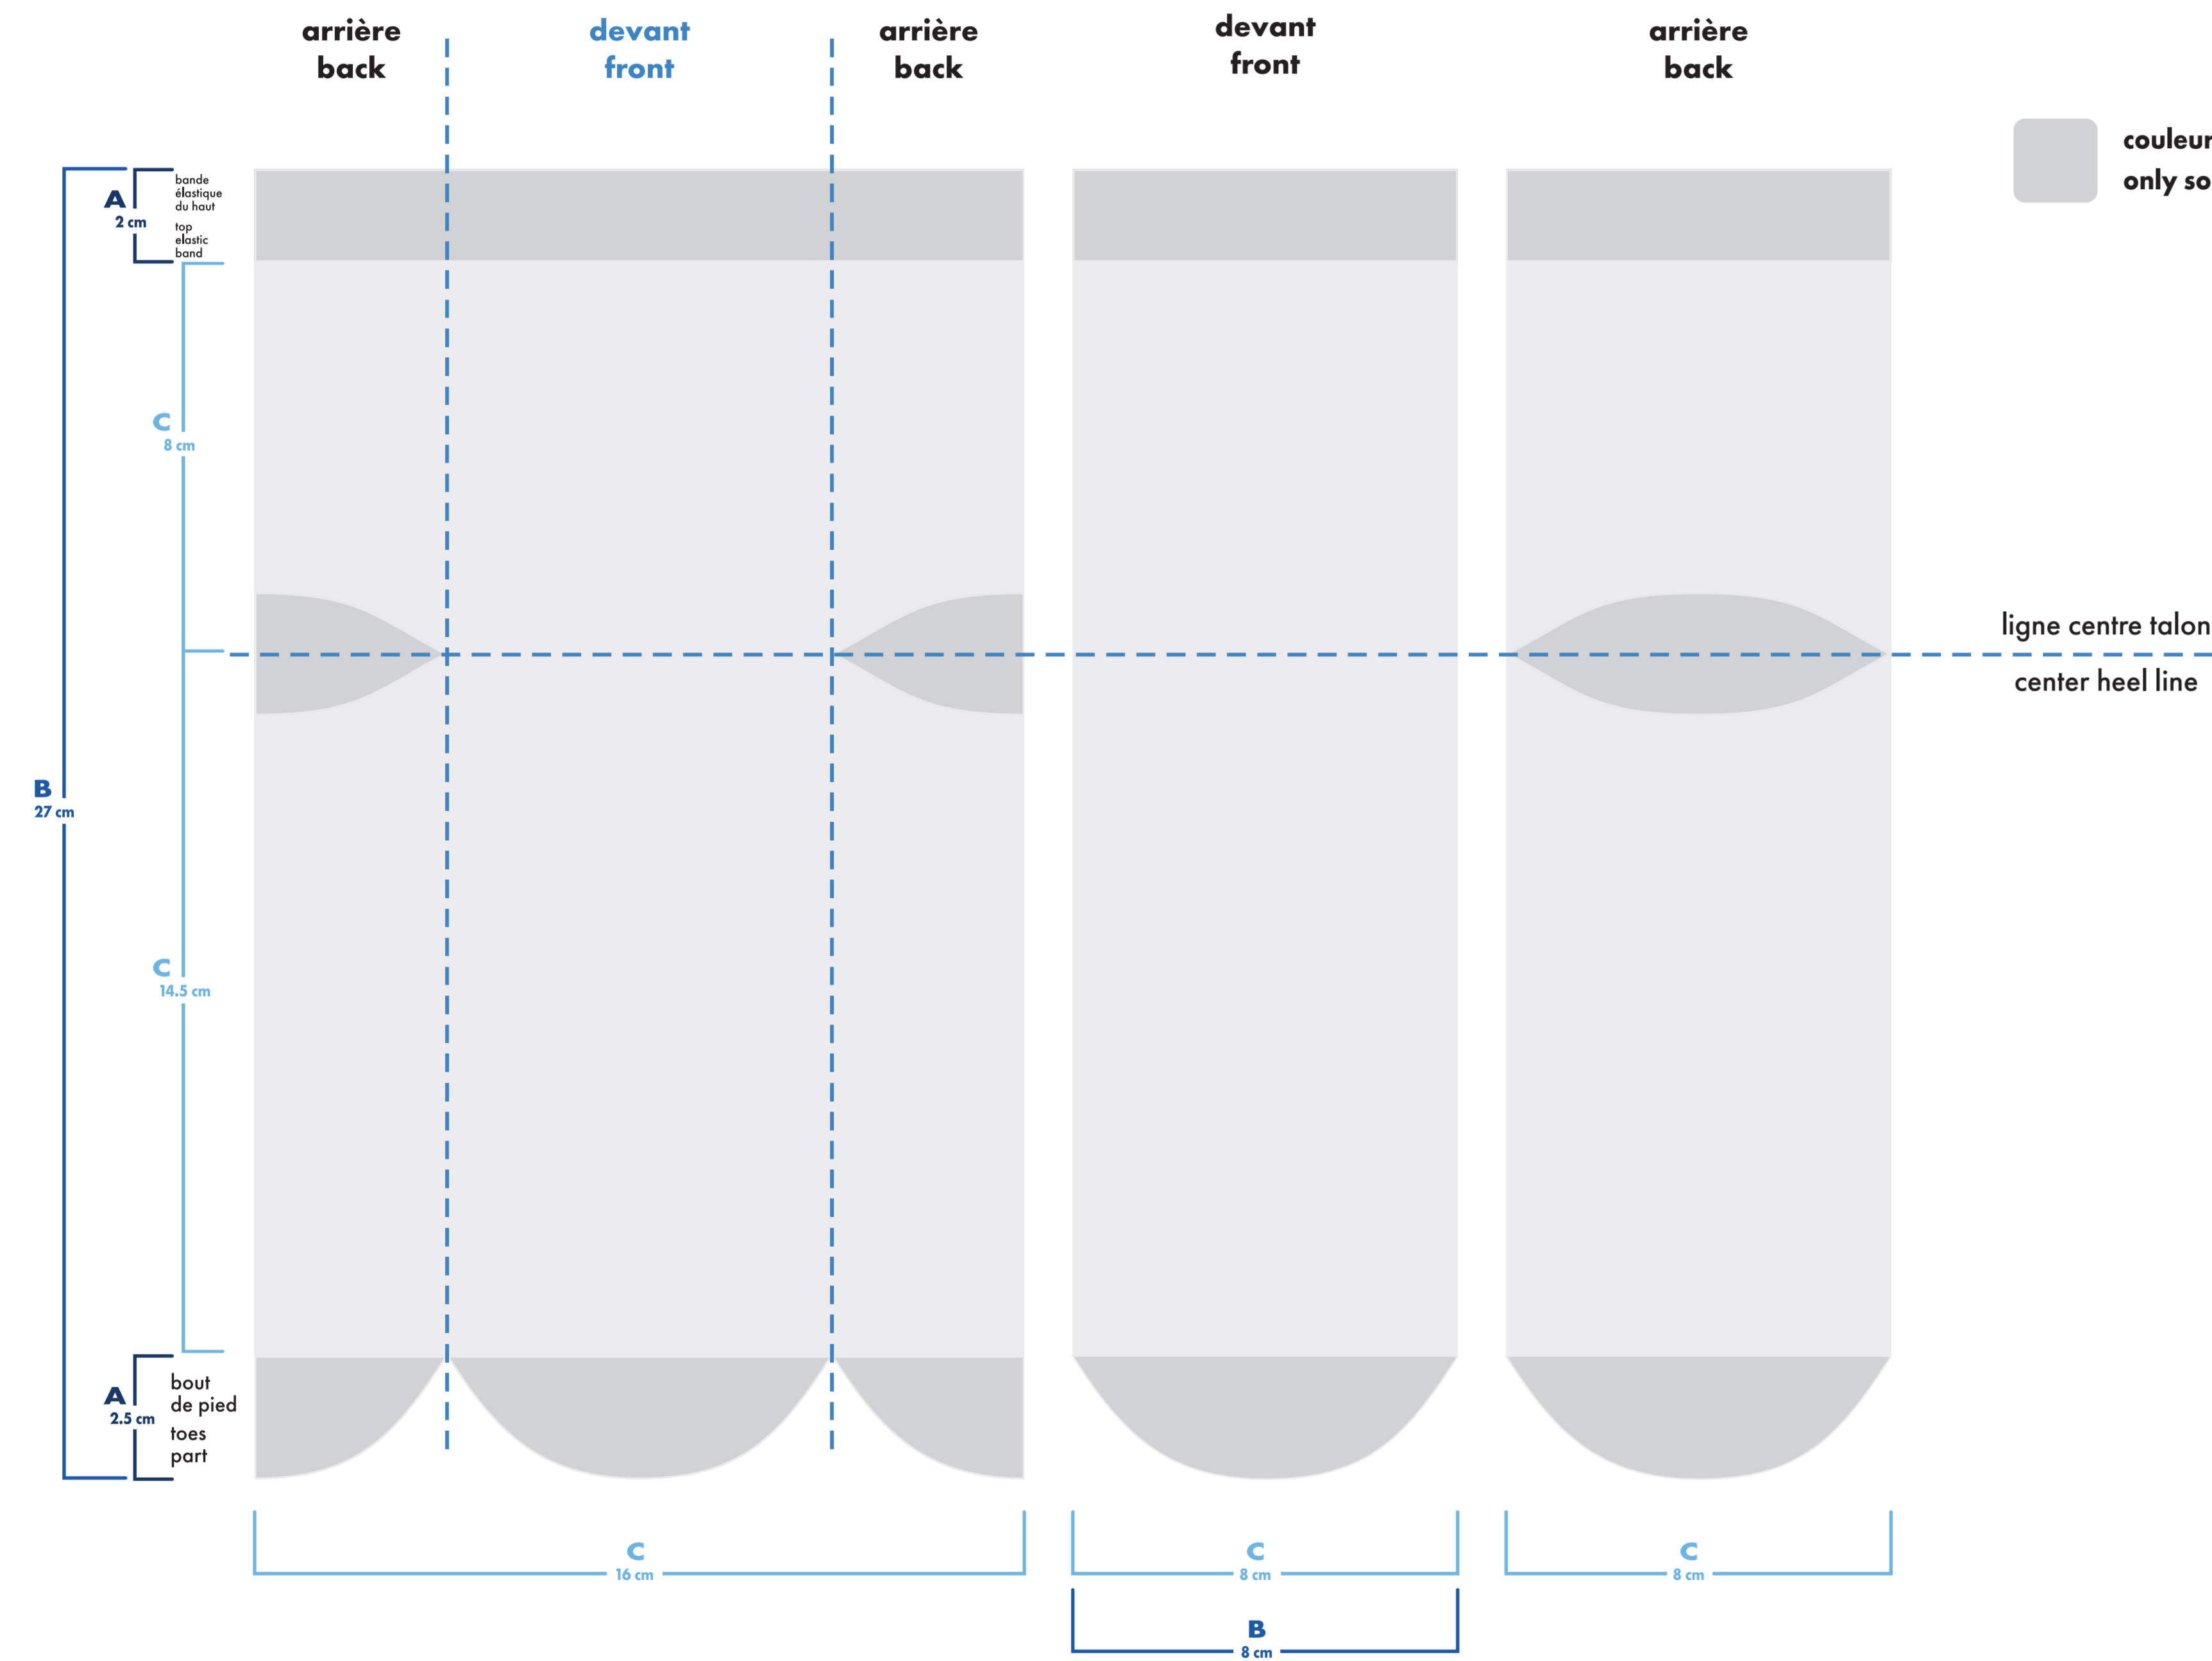 arrière
back
devant
front
arrière
back
devant
front
arrière
back
couleur
only so
A
2 cm
bande
élastique
du haut
top
elastic
band
C
8 cm
ligne centre talon
center heel line
B
27 cm
C
14.5 cm
A
2.5 cm
bout
de pied
toes
part
C
16 cm
C
8 cm
C
8 cm
B
8 cm